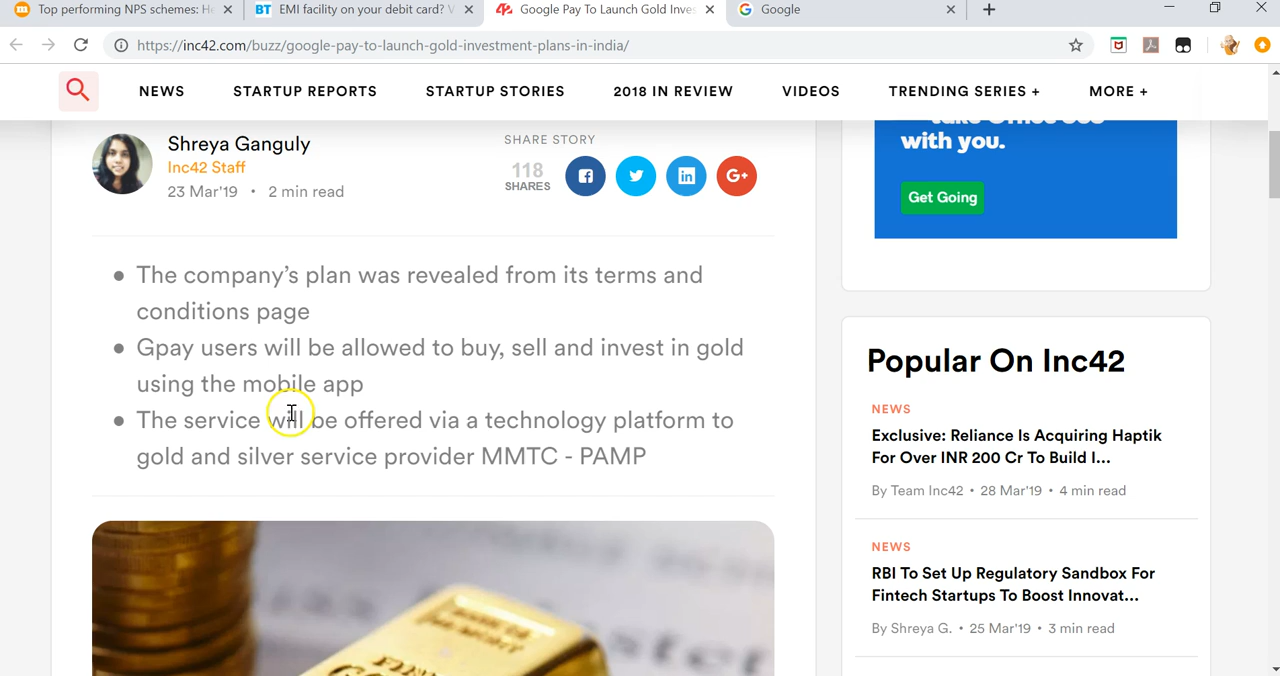 Top performing NPS schemes: He
BT EMI facility on your debit card? V
Google Pay To Launch Gold Inves
Google
https://inc42.com/buzz/google-pay-to-launch-gold-investment-plans-in-india/
NEWS STARTUP REPORTS STARTUP STORIES 2018 IN REVIEW VIDEOS TRENDING SERIES + MORE +
Shreya Ganguly
Inc42 Staff
23 Mar'19 • 2 min read
SHARE STORY
118
SHARES
G+
with you.
Get Going
The company's plan was revealed from its terms and
conditions page
Gpay users will be allowed to buy, sell and invest in gold
using the mobile app
The service will be offered via a technology platform to
gold and silver service provider MMTC - PAMP
Popular On Inc42
NEWS
Exclusive: Reliance Is Acquiring Haptik
For Over INR 200 Cr To Build I...
By Team Inc42 • 28 Mar'19 • 4 min read
NEWS
RBI To Set Up Regulatory Sandbox For
Fintech Startups To Boost Innovat...
By Shreya G. • 25 Mar'19 • 3 min read